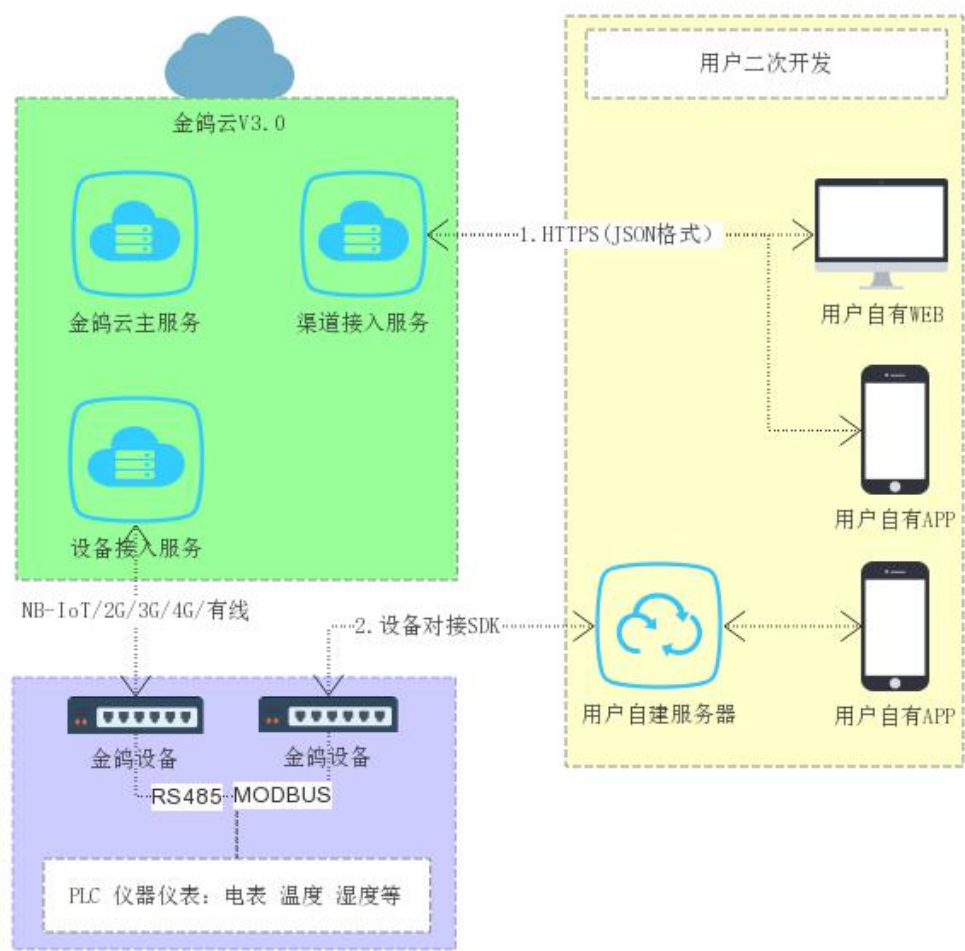 金鸽云V3.0
用户二次开发
1.HTTPS(JSON格式)
金鸽云主服务
渠道接入服务
用户自有WEB
用户自有APP
设备接入服务
NB-IoT/2G/3G/4G/有线
2.设备对接SDK
用户自建服务器
用户自有APP
金鸽设备
金鸽设备
RS485
MODBUS
PLC 仪器仪表：电表 温度 湿度等